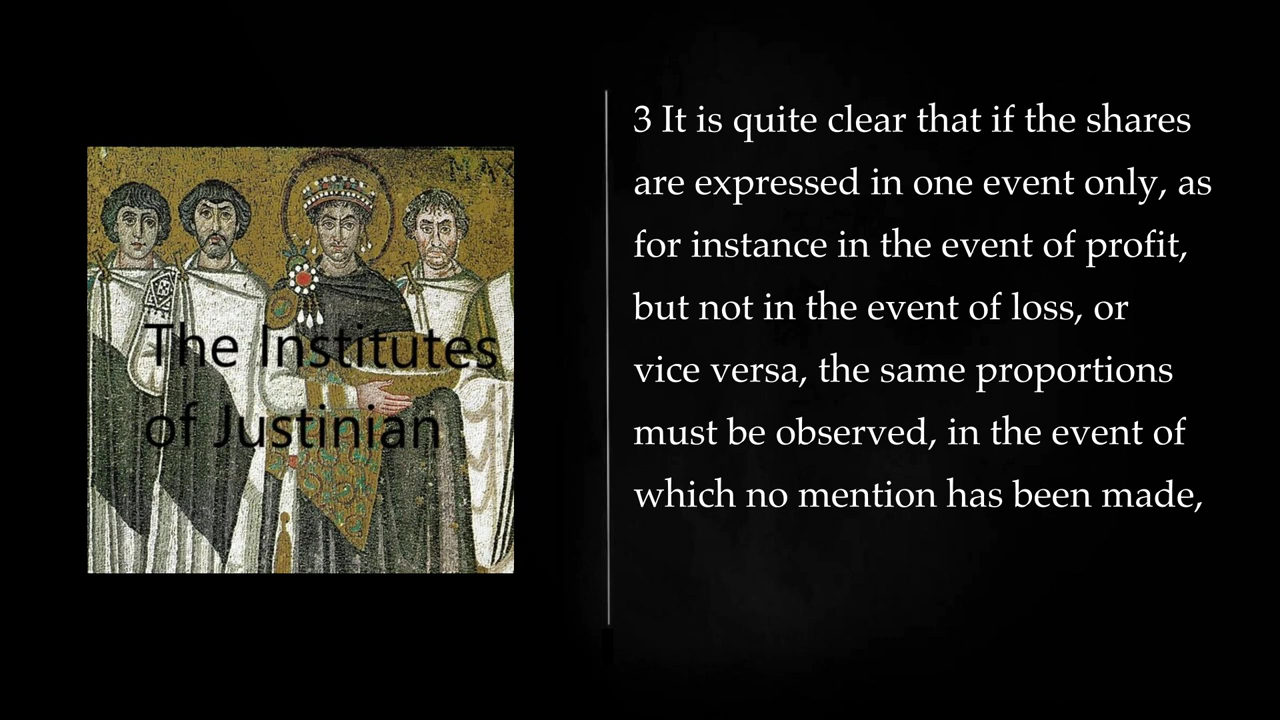 MAX
The Institutes
of Justinian
3 It is quite clear that if the shares
are expressed in one event only, as
for instance in the event of profit,
but not in the event of loss, or
vice versa, the same proportions
must be observed, in the event of
which no mention has been made,